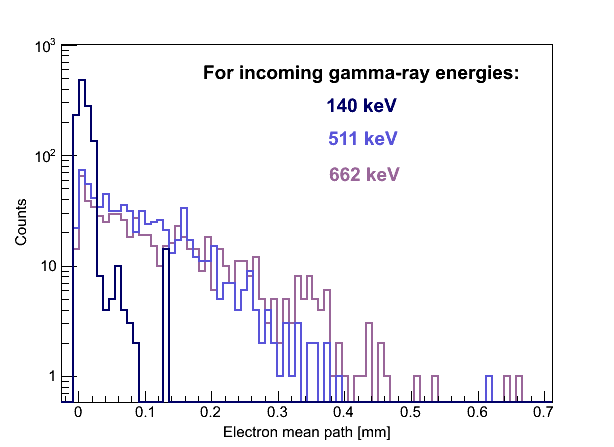 10³
For incoming gamma-ray energies:
140 keV
511 keV
662 keV
10²
Counts
10
1
0 0.1 0.2 0.3 0.4 0.5 0.6 0.7
Electron mean path [mm]